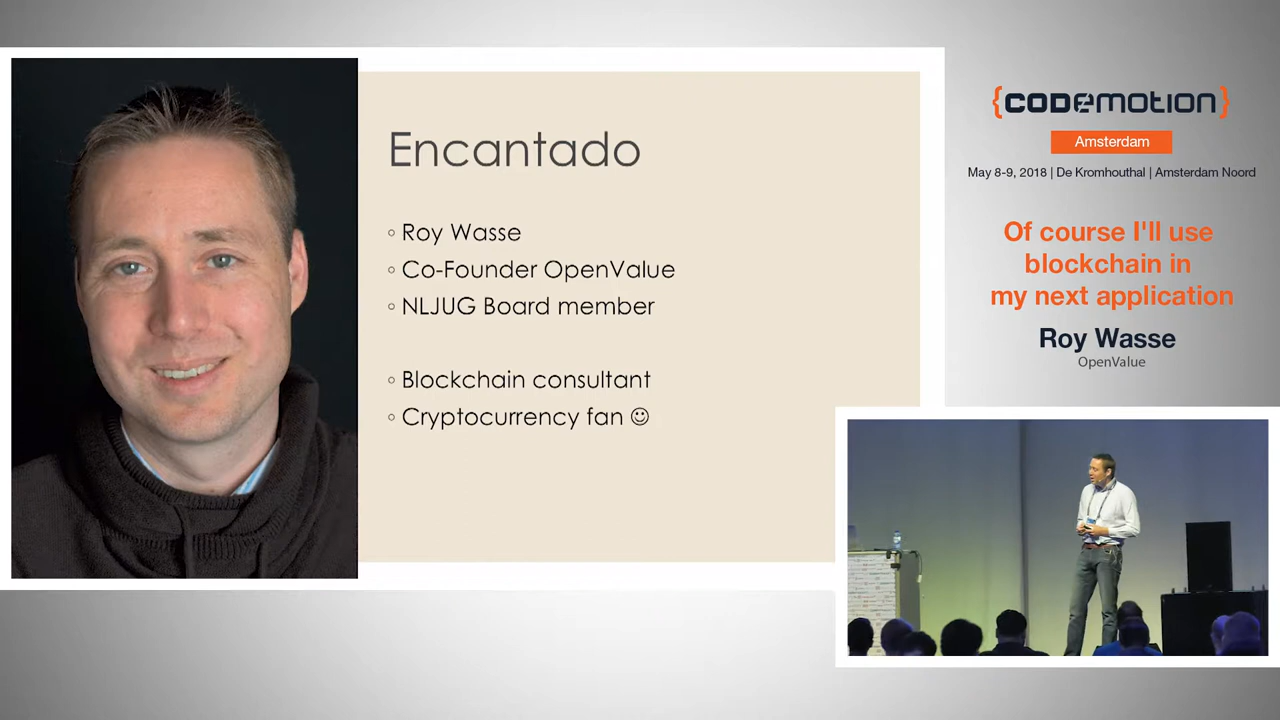 Encantado
◦ Roy Wasse
◦ Co-Founder OpenValue
◦ NLJUG Board member
◦ Blockchain consultant
◦ Cryptocurrency fan ☺
{CODEMOTION}
Amsterdam
May 8-9, 2018 | De Kromhouthal | Amsterdam Noord
Of course I'll use
blockchain in
my next application
Roy Wasse
OpenValue